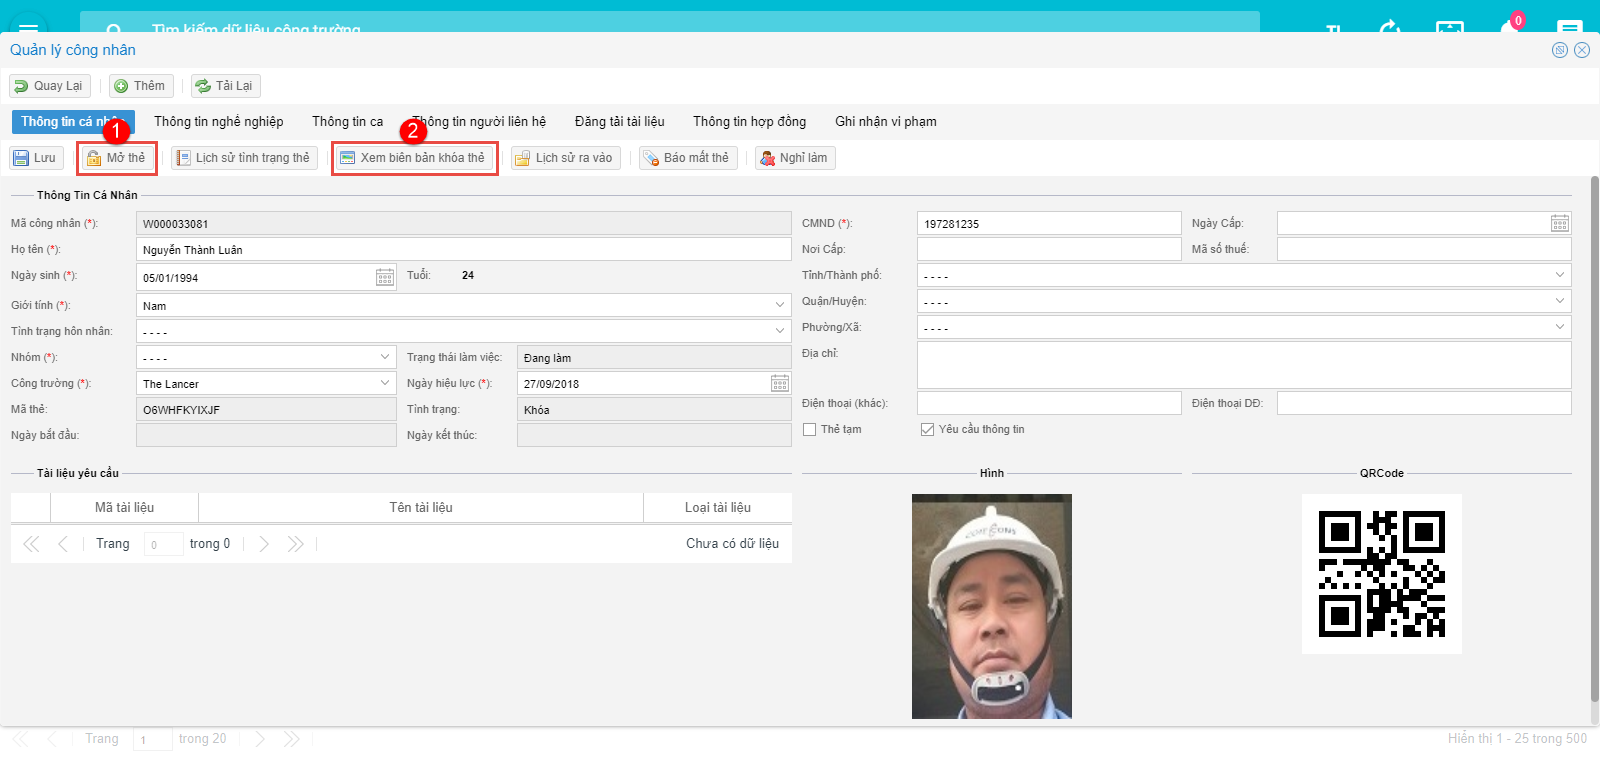 Tìm kiếm dữ liệu công trường
0
Quản lý công nhân
Quay Lại Thêm Tải Lại
Thông tin cá nhân Thông tin nghề nghiệp Thông tin ca Thông tin người liên hệ Đăng tải tài liệu Thông tin hợp đồng Ghi nhận vi phạm
1 2
Lưu Mở thẻ Lịch sử tình trạng thẻ Xem biên bản khóa thẻ Lịch sử ra vào Báo mất thẻ Nghỉ làm
Thông Tin Cá Nhân
Mã công nhân (*): W000033081 CMND (*): 197281235 Ngày Cấp:
Họ tên (*): Nguyễn Thành Luân Nơi Cấp: Mã số thuế:
Ngày sinh (*): 05/01/1994 Tuổi: 24 Tỉnh/Thành phố: - - - -
Giới tính (*): Nam Quận/Huyện: - - - -
Tình trạng hôn nhân: - - - - Phường/Xã: - - - -
Nhóm (*): - - - - Trạng thái làm việc: Đang làm Địa chỉ:
Công trường (*): The Lancer Ngày hiệu lực (*): 27/09/2018
Mã thẻ: O6WHFKYIXJF Tình trạng: Khóa Điện thoại (khác): Điện thoại DĐ:
Ngày bắt đầu: Ngày kết thúc: Thẻ tạm Yêu cầu thông tin
Tài liệu yêu cầu Hình QRCode
Mã tài liệu Tên tài liệu Loại tài liệu
Trang 0 trong 0 Chưa có dữ liệu
Trang 1 trong 20 Hiển thị 1 - 25 trong 500